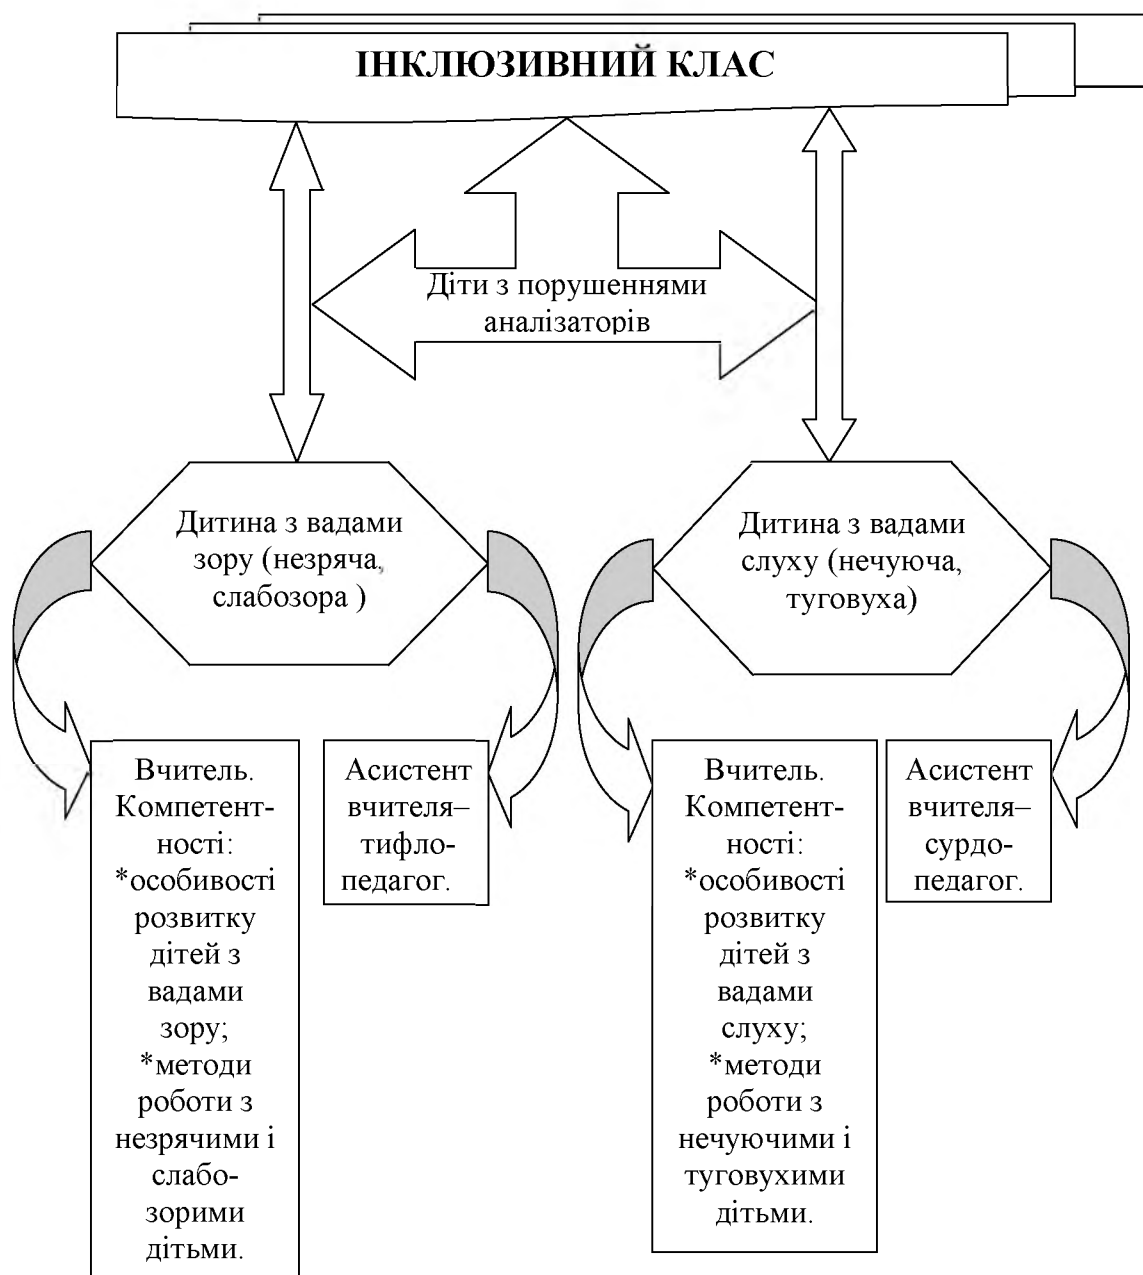 ІНКЛЮЗИВНИЙ КЛАС
Діти з порушеннями
аналізаторів
Дитина з вадами
зору (незряча,
слабозора )
Дитина з вадами
слуху (нечуюча,
туговуха)
Вчитель.
Компетент-
ності:
*особивості
розвитку
дітей з
вадами
зору;
*методи
роботи з
незрячими і
слабо-
зорими
дітьми.
Асистент
вчителя–
тифло-
педагог.
Вчитель.
Компетент-
ності:
*особивості
розвитку
дітей з
вадами
слуху;
*методи
роботи з
нечуючими і
туговухими
дітьми.
Асистент
вчителя–
сурдо-
педагог.